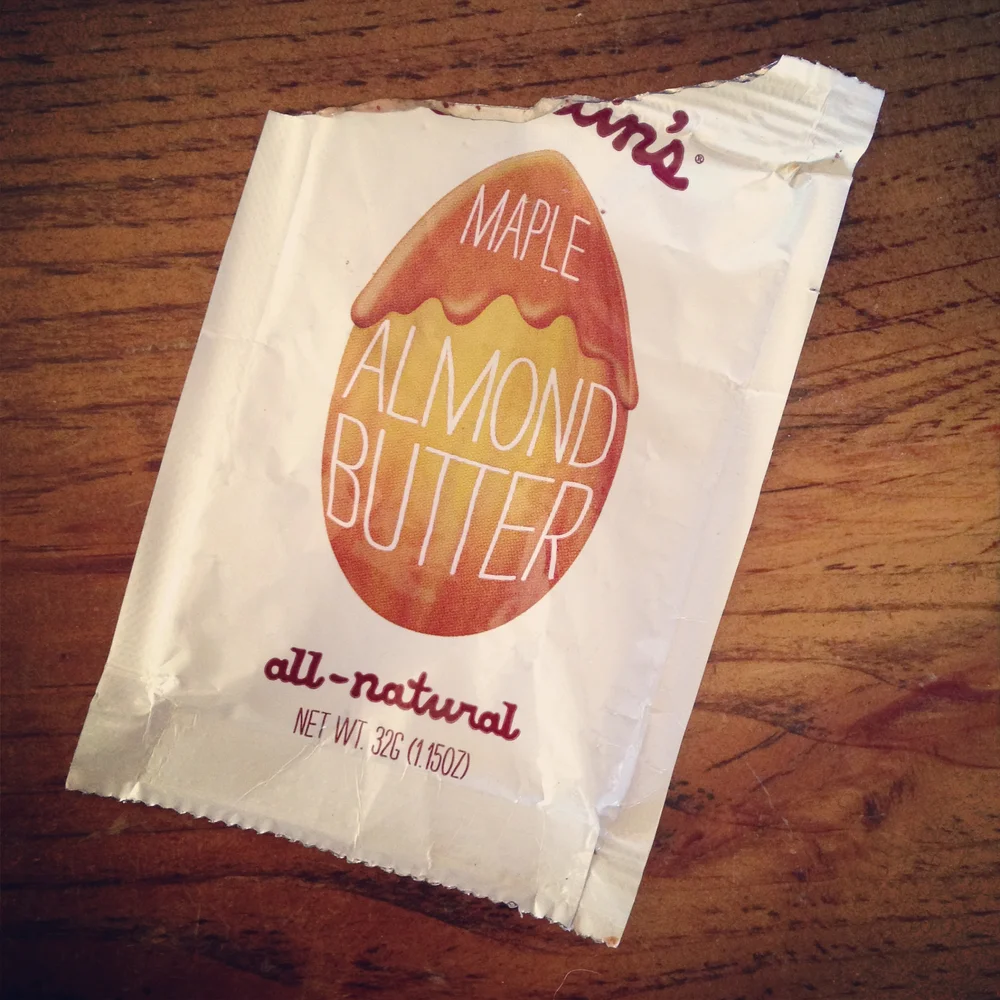 MAPLE
ALMOND
BUTTER
all-natural
NET WT. 32G (1.15OZ)